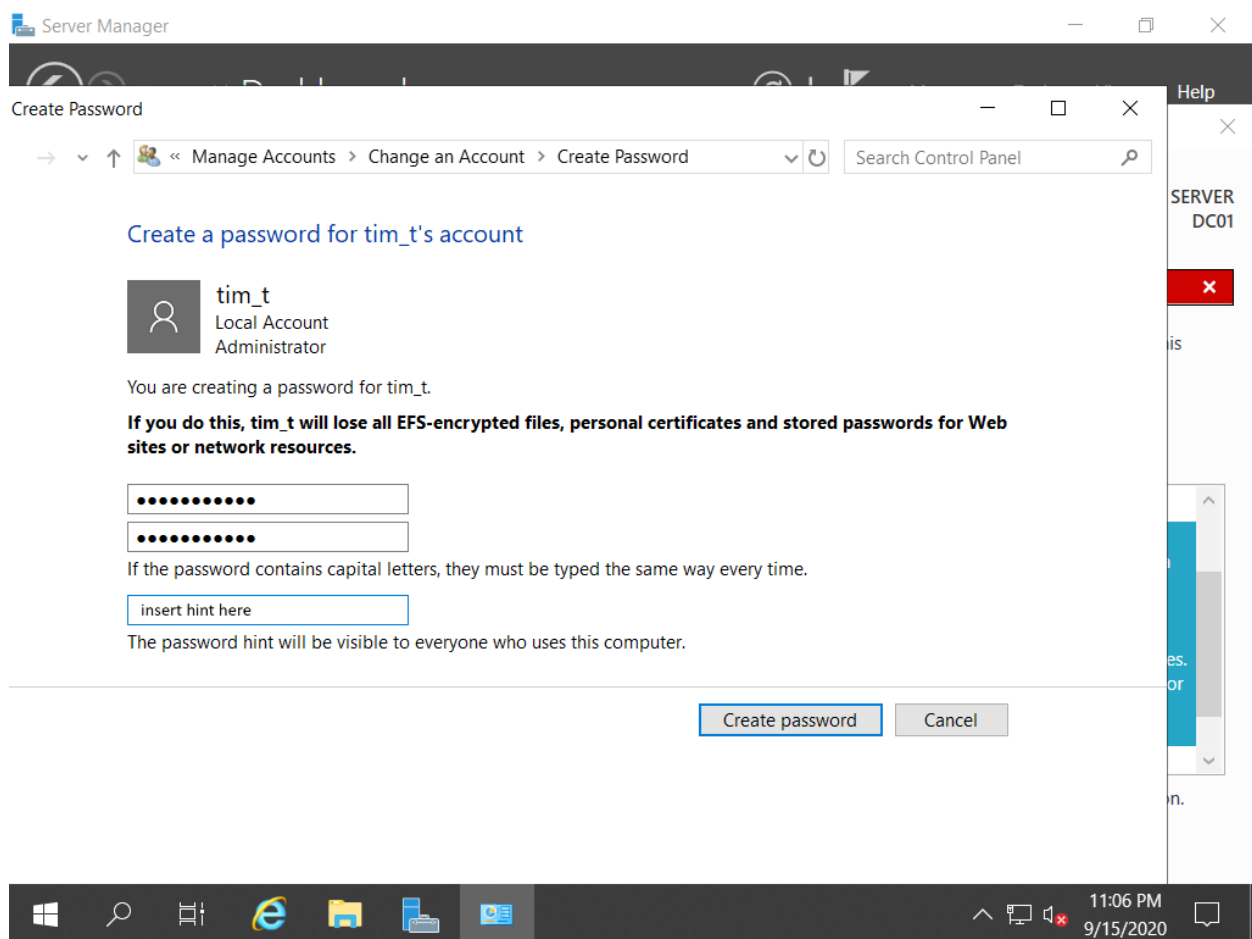 Server Manager
Help
Create Password
« Manage Accounts > Change an Account > Create Password
Search Control Panel
SERVER
DC01
Create a password for tim_t's account
tim_t
Local Account
Administrator
is
You are creating a password for tim_t.
If you do this, tim_t will lose all EFS-encrypted files, personal certificates and stored passwords for Web
sites or network resources.
●●●●●●●●●●●
●●●●●●●●●●●
If the password contains capital letters, they must be typed the same way every time.
insert hint here
The password hint will be visible to everyone who uses this computer.
es.
or
Create password
Cancel
on.
11:06 PM
9/15/2020